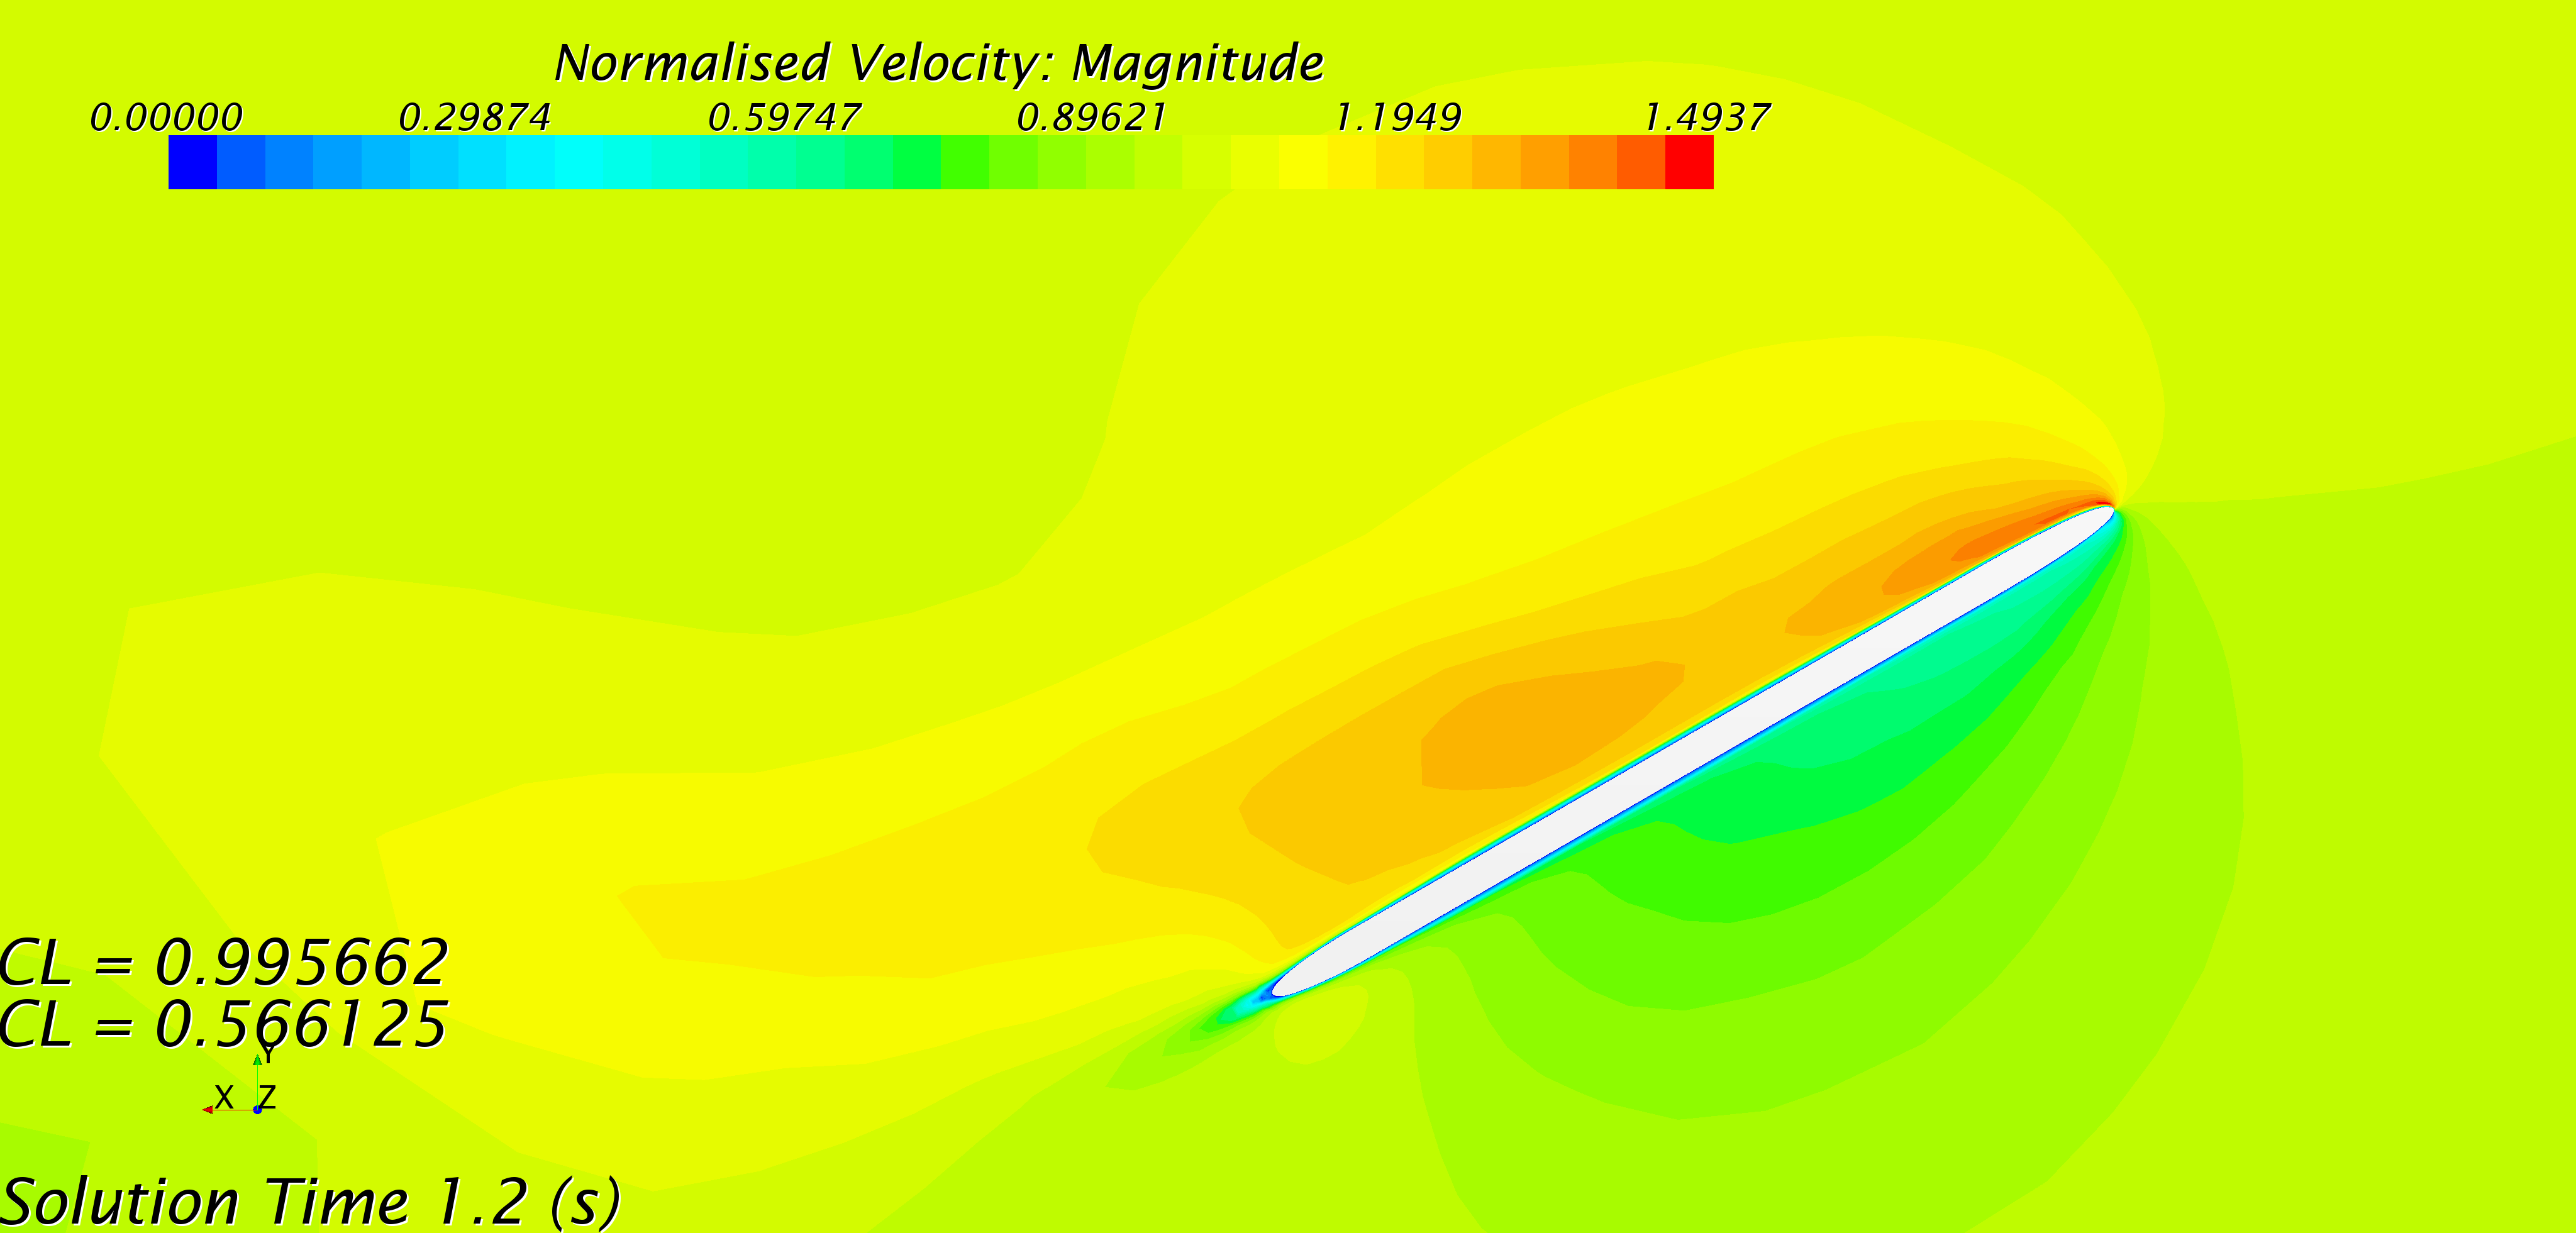 Normalised Velocity: Magnitude
0.00000 0.29874 0.59747 0.89621 1.1949 1.4937
CL = 0.995662
CL = 0.566125
Y
X Z
Solution Time 1.2 (s)